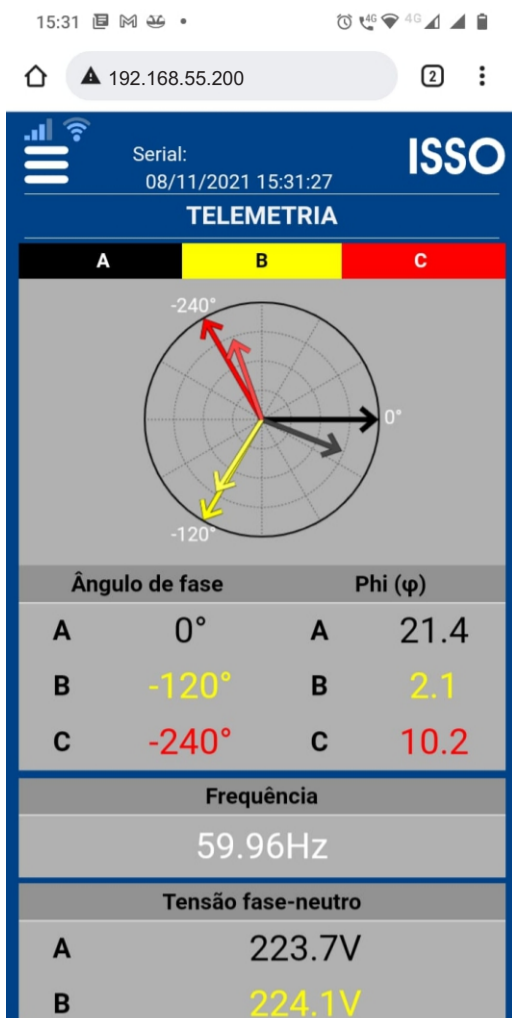 15:31
4G 4G
192.168.55.200 2
Serial:
08/11/2021 15:31:27
ISSO
TELEMETRIA
A B C
-240°
0°
-120°
Ângulo de fase Phi (φ)
A 0° A 21.4
B -120° B 2.1
C -240° C 10.2
Frequência
59.96Hz
Tensão fase-neutro
A 223.7V
B 224.1V